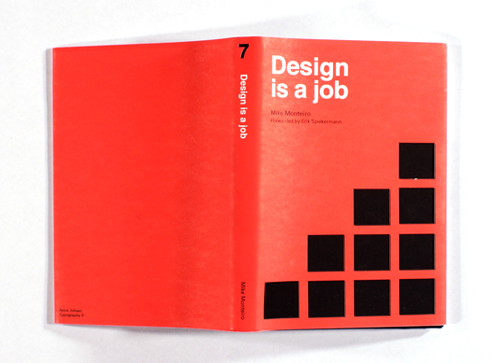 Design
is a job
Mike Monteiro
Foreword by Erik Spiekermann
7
Design is a job
Mike Monteiro